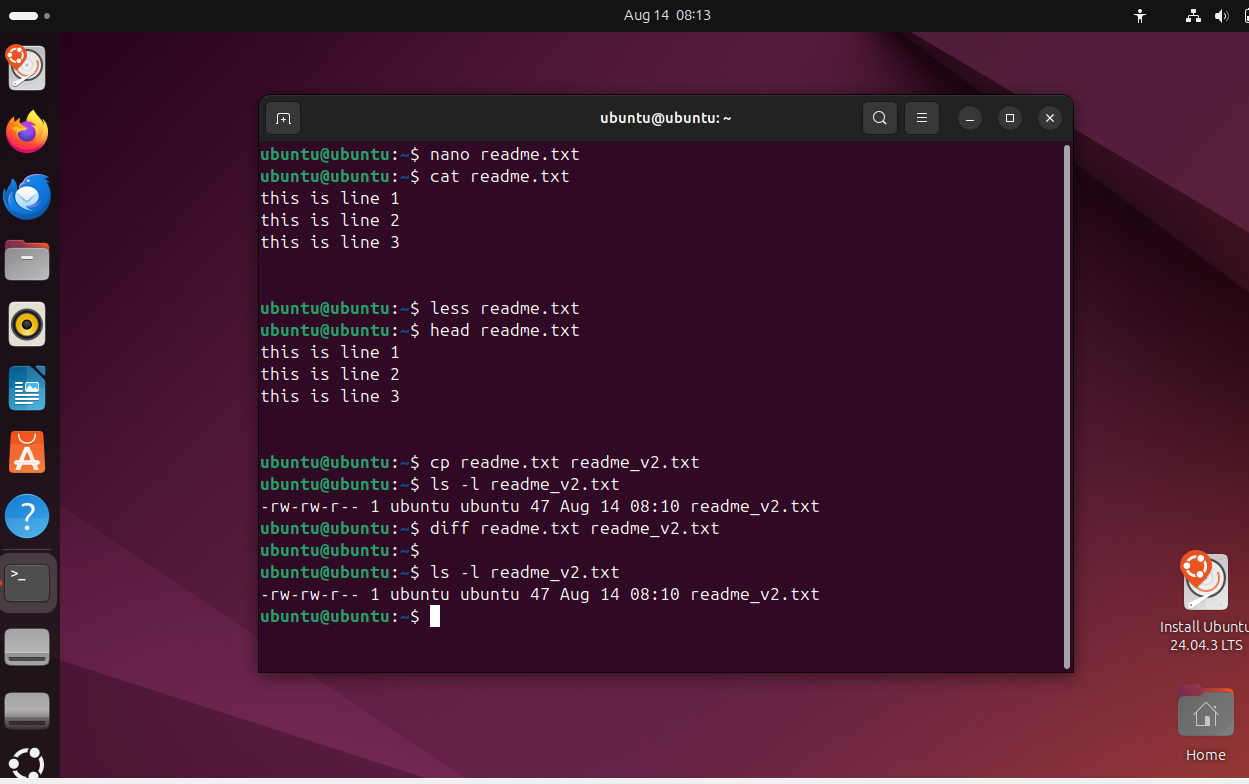 Aug 14 08:13
ubuntu@ubuntu: ~
ubuntu@ubuntu:~$ nano readme.txt
ubuntu@ubuntu:~$ cat readme.txt
this is line 1
this is line 2
this is line 3
ubuntu@ubuntu:~$ less readme.txt
ubuntu@ubuntu:~$ head readme.txt
this is line 1
this is line 2
this is line 3
ubuntu@ubuntu:~$ cp readme.txt readme_v2.txt
ubuntu@ubuntu:~$ ls -l readme_v2.txt
-rw-rw-r-- 1 ubuntu ubuntu 47 Aug 14 08:10 readme_v2.txt
ubuntu@ubuntu:~$ diff readme.txt readme_v2.txt
ubuntu@ubuntu:~$
ubuntu@ubuntu:~$ ls -l readme_v2.txt
-rw-rw-r-- 1 ubuntu ubuntu 47 Aug 14 08:10 readme_v2.txt
ubuntu@ubuntu:~$
Install Ubuntu
24.04.3 LTS
Home